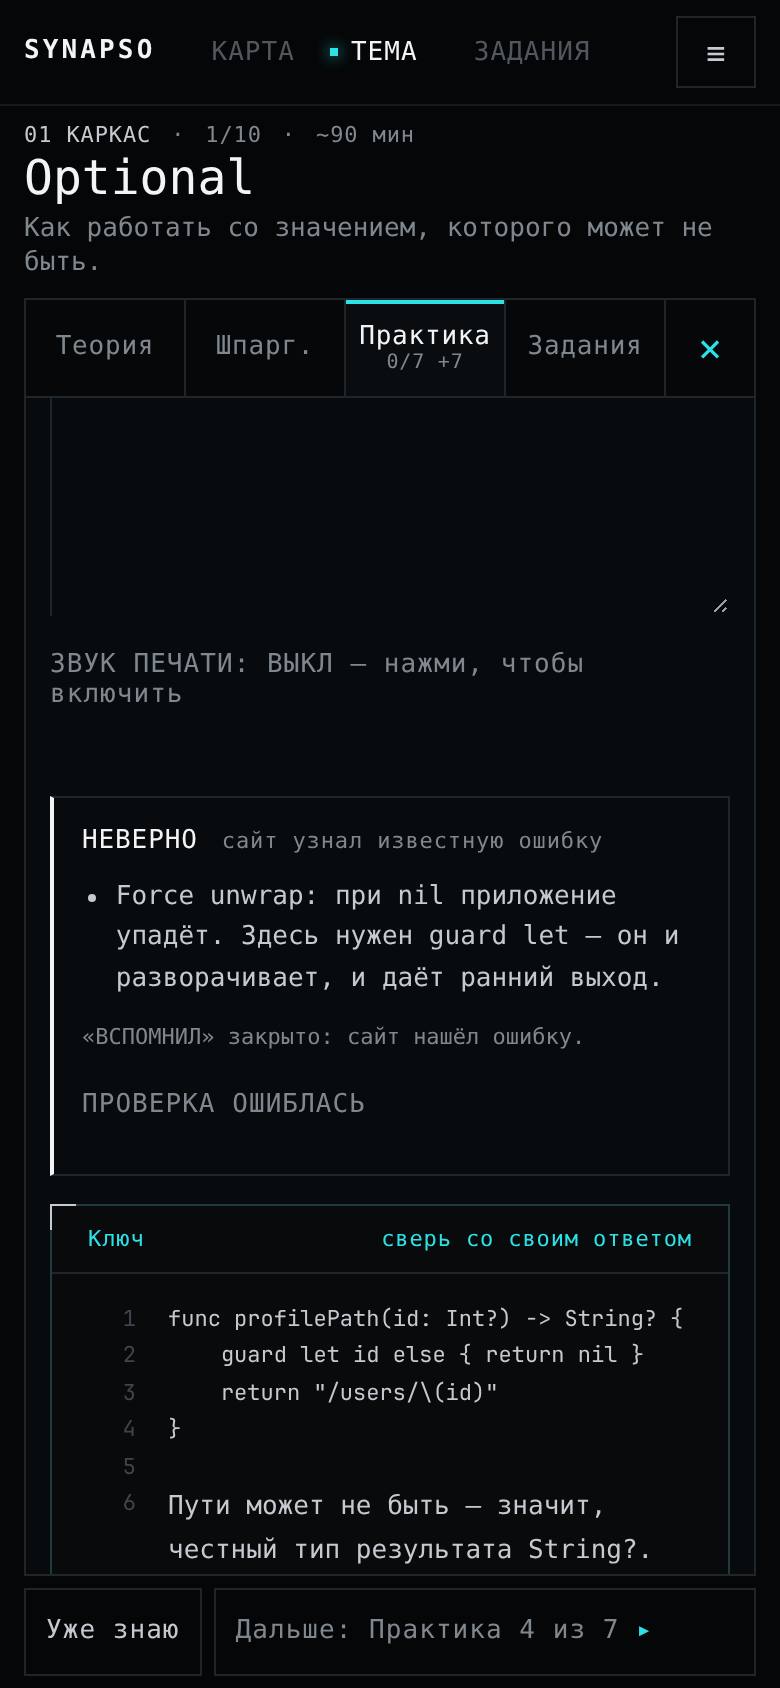 SYNAPSO КАРТА ТЕМА ЗАДАНИЯ ≡
01 КАРКАС · 1/10 · ~90 мин
Optional
Как работать со значением, которого может не
быть.
Теория Шпарг. Практика Задания ×
0/7 +7
ЗВУК ПЕЧАТИ: ВЫКЛ — нажми, чтобы
включить
НЕВЕРНО сайт узнал известную ошибку
• Force unwrap: при nil приложение
упадёт. Здесь нужен guard let — он и
разворачивает, и даёт ранний выход.
«ВСПОМНИЛ» закрыто: сайт нашёл ошибку.
ПРОВЕРКА ОШИБЛАСЬ
Ключ сверь со своим ответом
1 func profilePath(id: Int?) -> String? {
2     guard let id else { return nil }
3     return "/users/\(id)"
4 }
5
6 Пути может не быть — значит,
честный тип результата String?.
Уже знаю Дальше: Практика 4 из 7 ▸